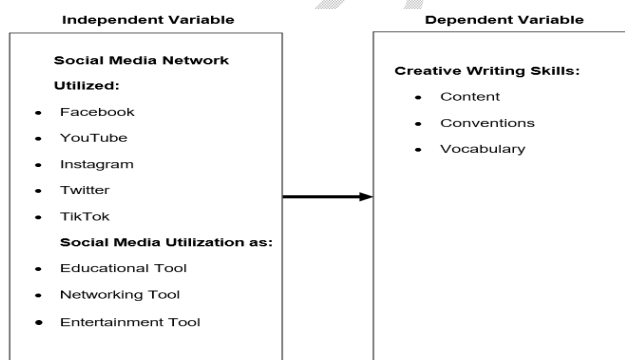 Independent Variable
Social Media Network
Utilized:
• Facebook
• YouTube
• Instagram
• Twitter
• TikTok
Social Media Utilization as:
• Educational Tool
• Networking Tool
• Entertainment Tool
Dependent Variable
Creative Writing Skills:
• Content
• Conventions
• Vocabulary